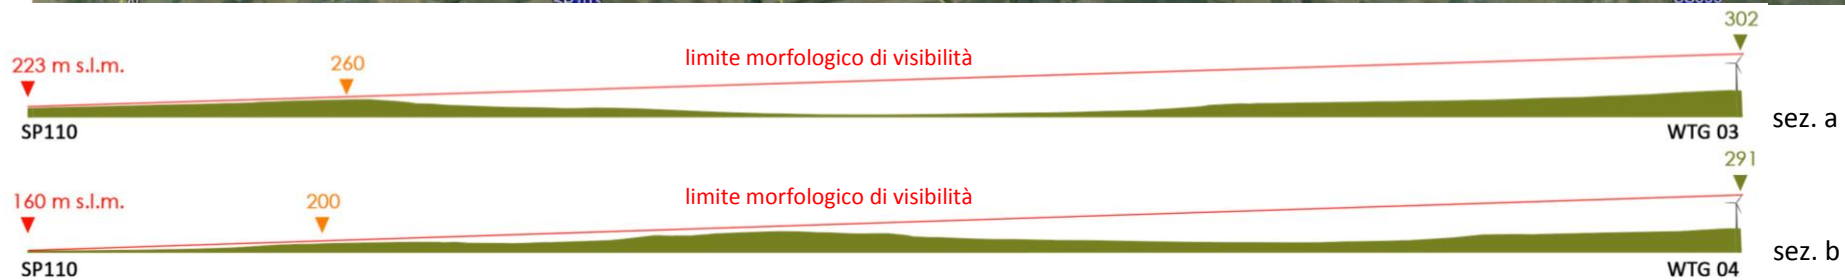 302
223 m s.l.m.
260
limite morfologico di visibilità
SP110
WTG 03
sez. a
291
160 m s.l.m.
200
limite morfologico di visibilità
SP110
WTG 04
sez. b